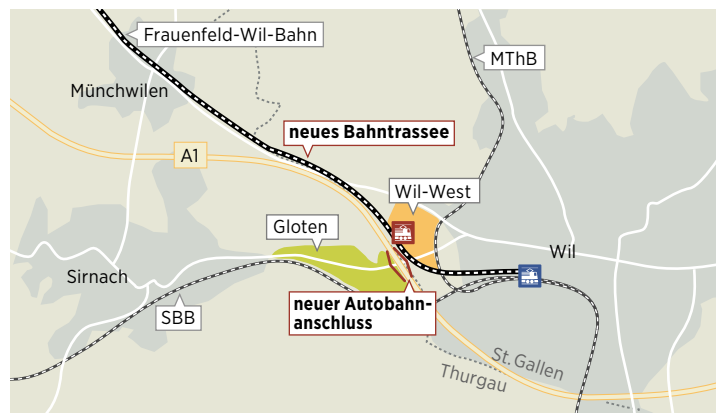 Frauenfeld-Wil-Bahn
MThB
Münchwilen
neues Bahntrassee
A1
Wil-West
Gloten
Wil
Sirnach
neuer Autobahn-
anschluss
SBB
St. Gallen
Thurgau